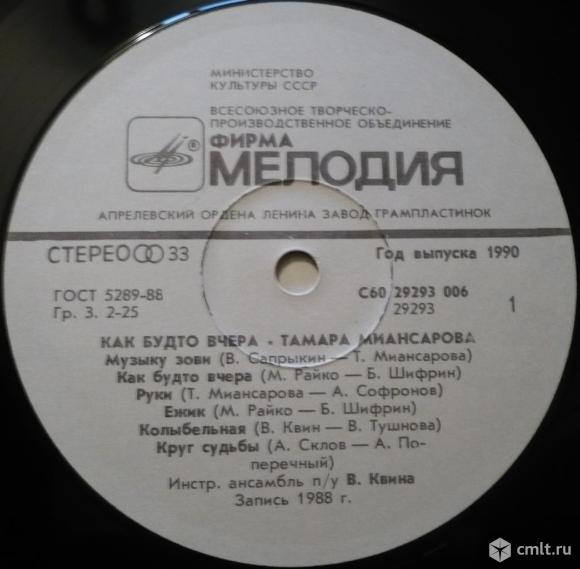 МИНИСТЕРСТВО
КУЛЬТУРЫ СССР
ВСЕСОЮЗНОЕ ТВОРЧЕСКО-
ПРОИЗВОДСТВЕННОЕ ОБЪЕДИНЕНИЕ
® ФИРМА
МЕЛОДИЯ
АПРЕЛЕВСКИЙ ОРДЕНА ЛЕНИНА ЗАВОД ГРАМПЛАСТИНОК
СТЕРЕО 33
Год выпуска 1990
ГОСТ 5289-88
Гр. 3. 2-25
С60 29293 006
29293
1
КАК БУДТО ВЧЕРА - ТАМАРА МИАНСАРОВА
Музыку зови (В. Сапрыкин — Т. Миансарова)
Как будто вчера (М. Райко — Б. Шифрин)
Руки (Т. Миансарова — А. Софронов)
Ежик (М. Райко — Б. Шифрин)
Колыбельная (В. Квин — В. Тушнова)
Круг судьбы (А. Склов — А. По-
перечный)
Инстр. ансамбль п/у В. Квина
Запись 1988 г.
cmlt.ru